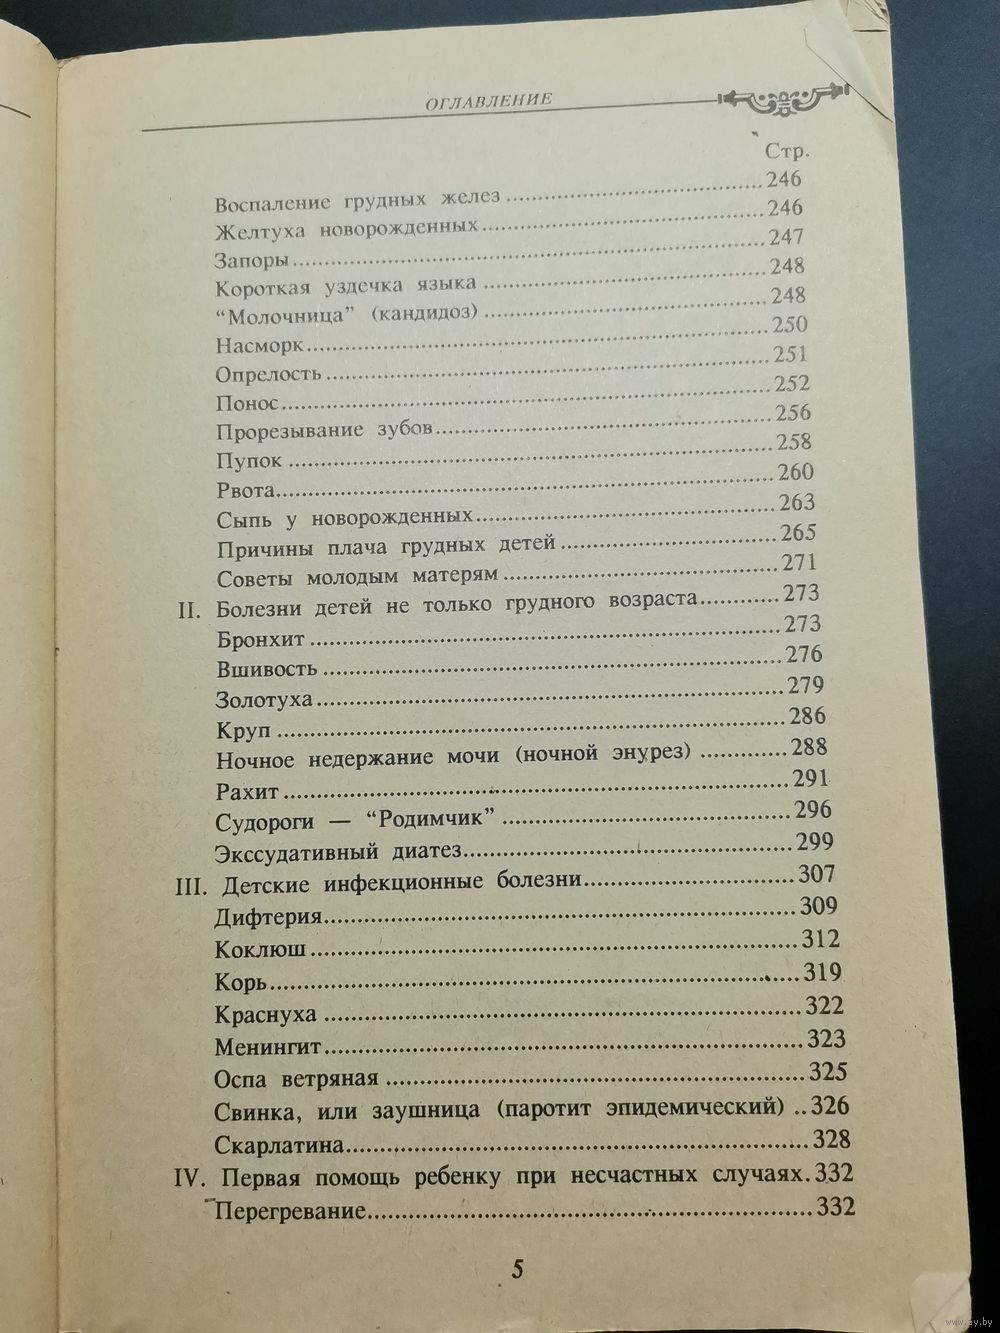 ОГЛАВЛЕНИЕ
Стр.
Воспаление грудных желез ........ 246
Желтуха новорожденных ........ 246
Запоры ........ 247
Короткая уздечка языка ........ 248
“Молочница” (кандидоз) ........ 248
Насморк ........ 250
Опрелость ........ 251
Понос ........ 252
Прорезывание зубов ........ 256
Пупок ........ 258
Рвота ........ 260
Сыпь у новорожденных ........ 263
Причины плача грудных детей ........ 265
Советы молодым матерям ........ 271
II. Болезни детей не только грудного возраста ........ 273
Бронхит ........ 273
Вшивость ........ 276
Золотуха ........ 279
Круп ........ 286
Ночное недержание мочи (ночной энурез) ........ 288
Рахит ........ 291
Судороги — “Родимчик” ........ 296
Экссудативный диатез ........ 299
III. Детские инфекционные болезни ........ 307
Дифтерия ........ 309
Коклюш ........ 312
Корь ........ 319
Краснуха ........ 322
Менингит ........ 323
Оспа ветряная ........ 325
Свинка, или заушница (паротит эпидемический) .. 326
Скарлатина ........ 328
IV. Первая помощь ребенку при несчастных случаях. 332
Перегревание ........ 332
5
www.ay.by